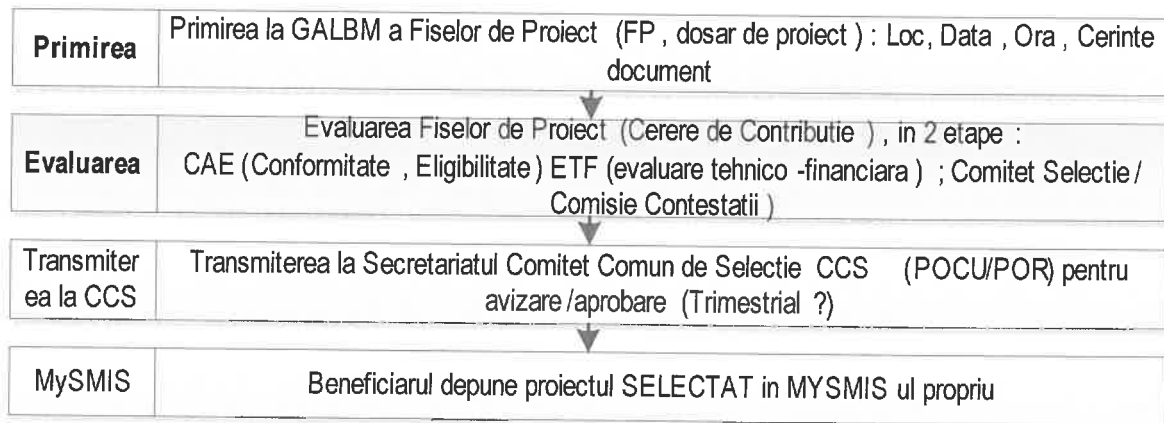 Primirea
Primirea la GALBM a Fiselor de Proiect (FP , dosar de proiect ) : Loc, Data , Ora , Cerinte
document
Evaluarea
Evaluarea Fiselor de Proiect (Cerere de Contributie ) , in 2 etape :
CAE (Conformitate , Eligibilitate) ETF (evaluare tehnico -financiara ) ; Comitet Selectie /
Comisie Contestatii )
Transmiter
ea la CCS
Transmiterea la Secretariatul Comitet Comun de Selectie CCS (POCU/POR) pentru
avizare /aprobare (Trimestrial ?)
MySMIS
Beneficiarul depune proiectul SELECTAT in MYSMIS ul propriu